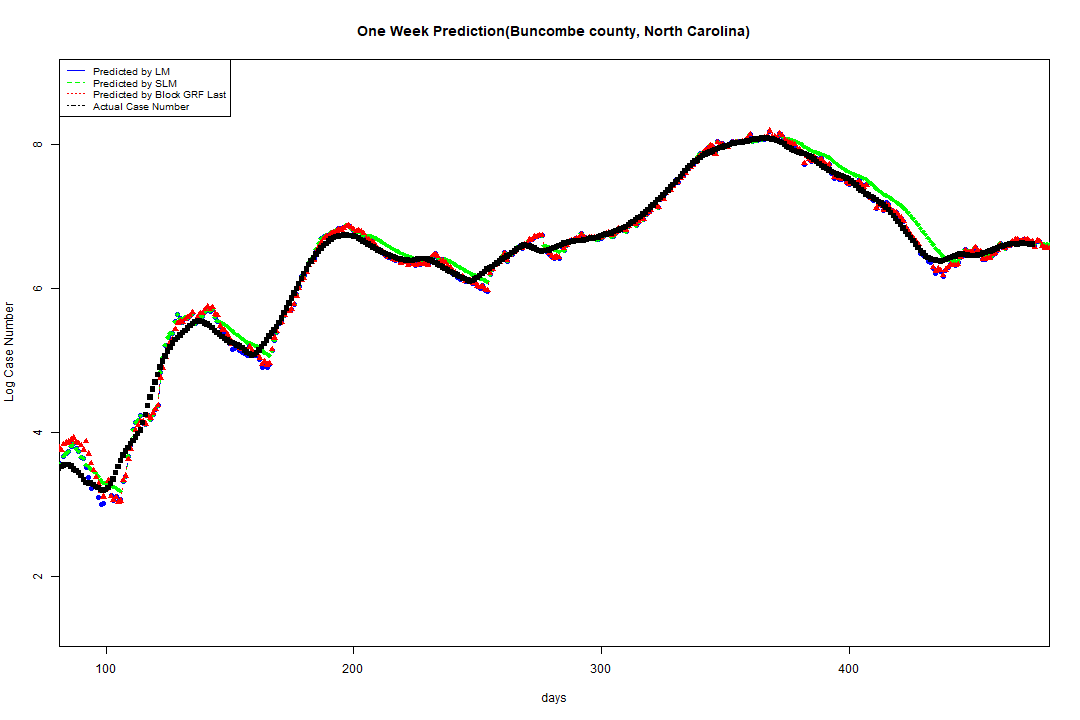 One Week Prediction(Buncombe county, North Carolina)
Predicted by LM
Predicted by SLM
Predicted by Block GRF Last
Actual Case Number
8
6
4
2
Log Case Number
100 200 300 400
days